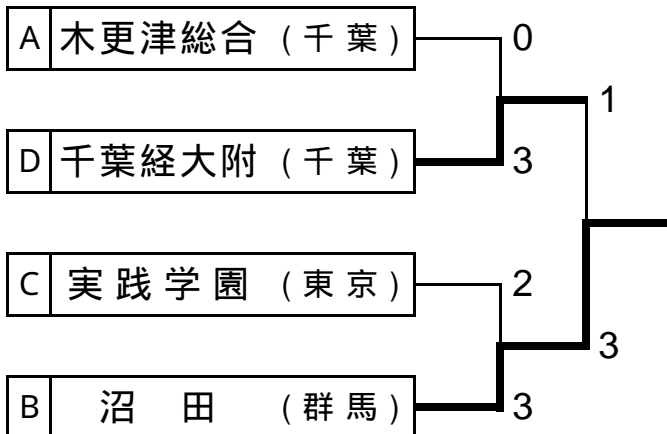 A 木更津総合 (千葉) 0
1
D 千葉経大附 (千葉) 3
C 実践学園 (東京) 2
3
B 沼田 (群馬) 3